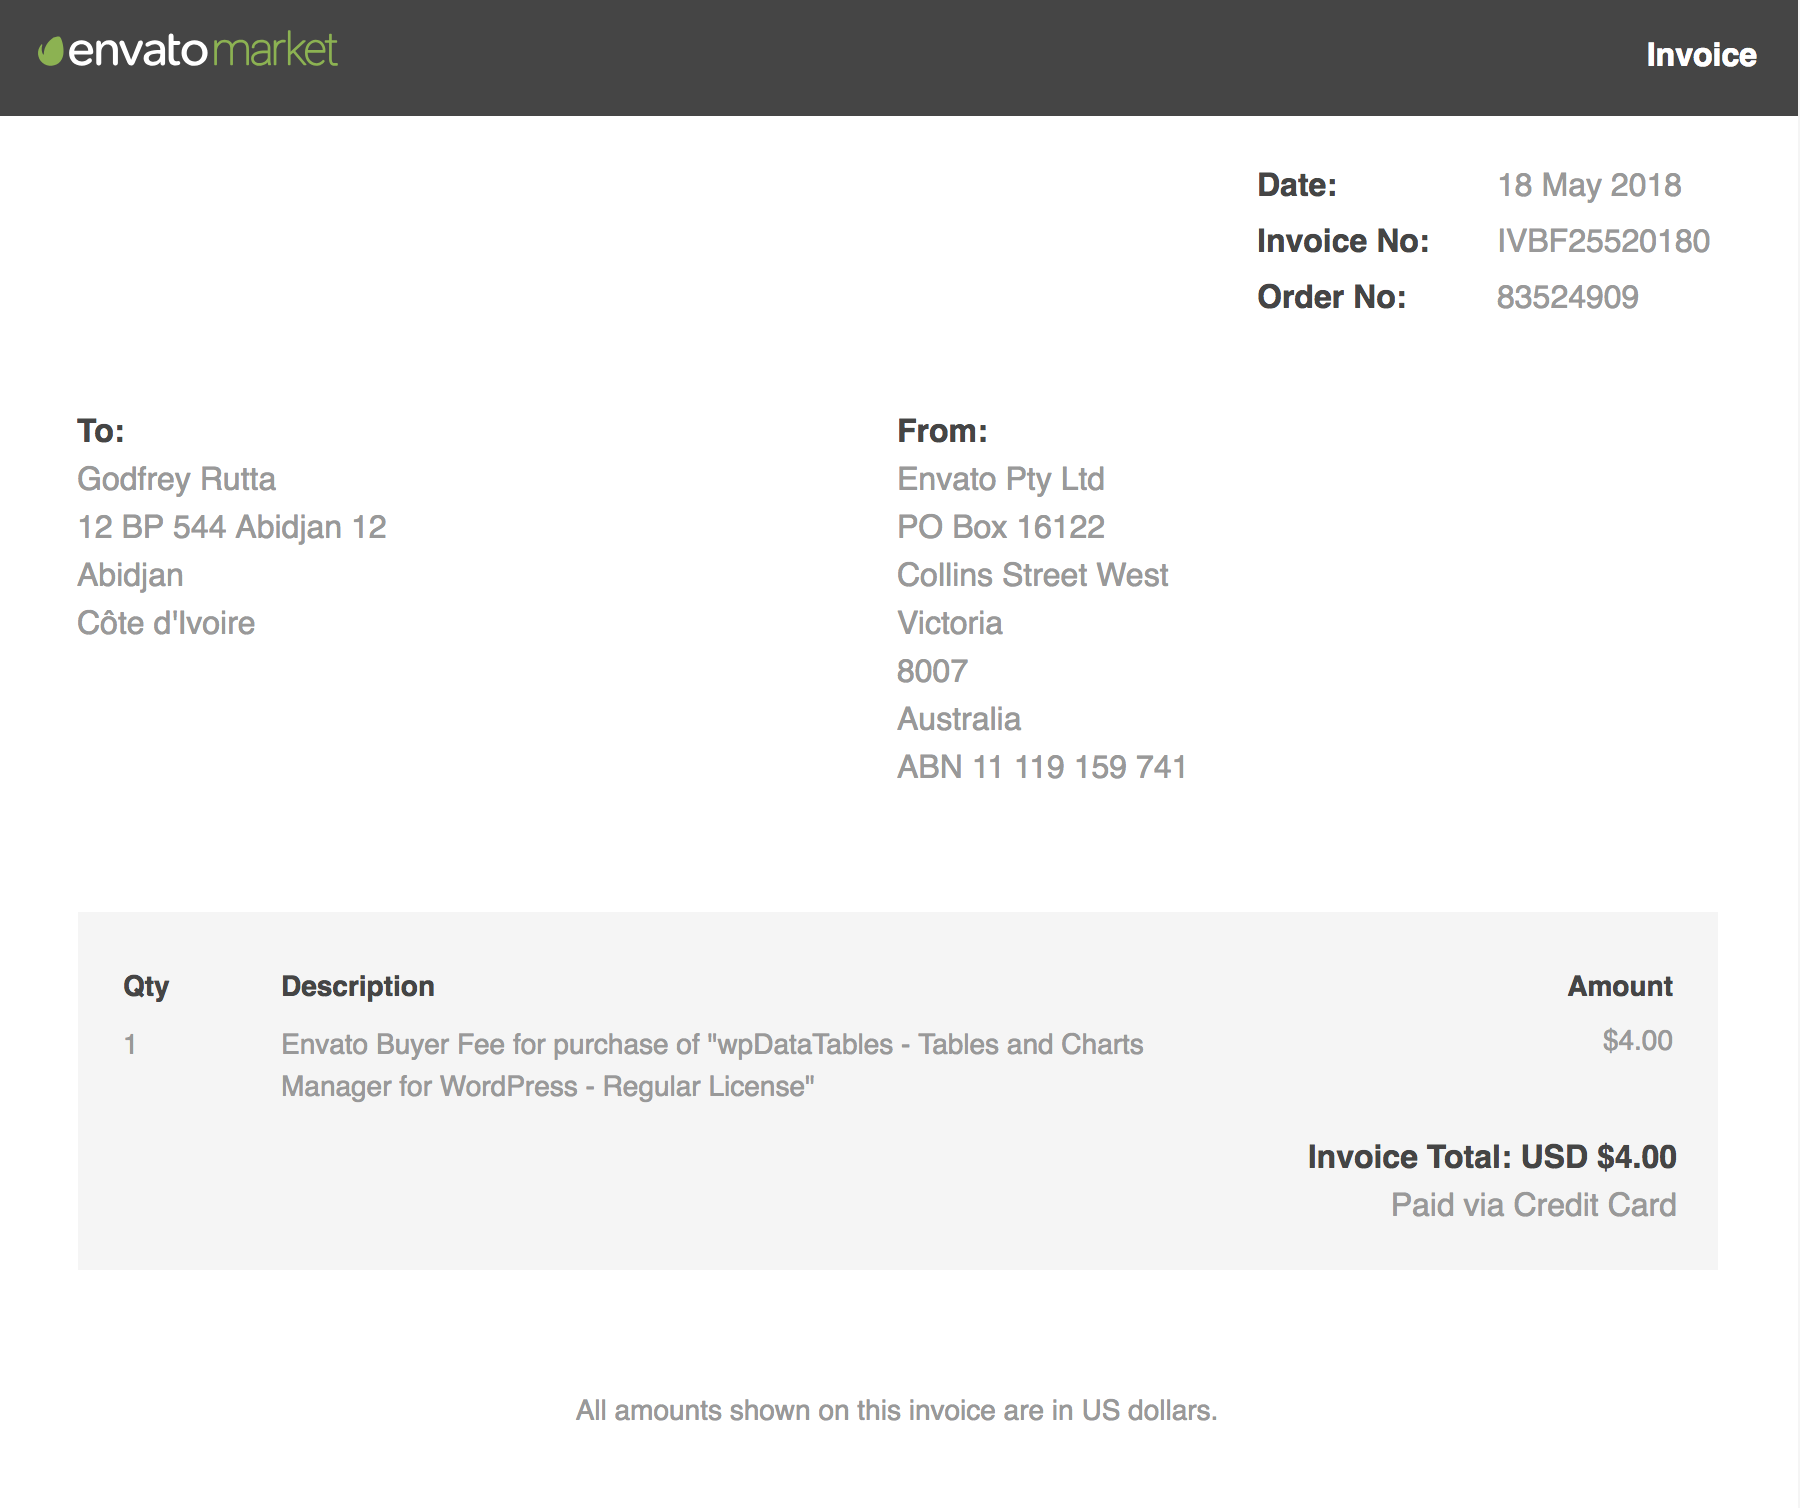 envato market
Invoice
Date: 18 May 2018
Invoice No: IVBF25520180
Order No: 83524909
To:
Godfrey Rutta
12 BP 544 Abidjan 12
Abidjan
Côte d'Ivoire
From:
Envato Pty Ltd
PO Box 16122
Collins Street West
Victoria
8007
Australia
ABN 11 119 159 741
Qty Description Amount
1 Envato Buyer Fee for purchase of "wpDataTables - Tables and Charts $4.00
Manager for WordPress - Regular License"
Invoice Total: USD $4.00
Paid via Credit Card
All amounts shown on this invoice are in US dollars.